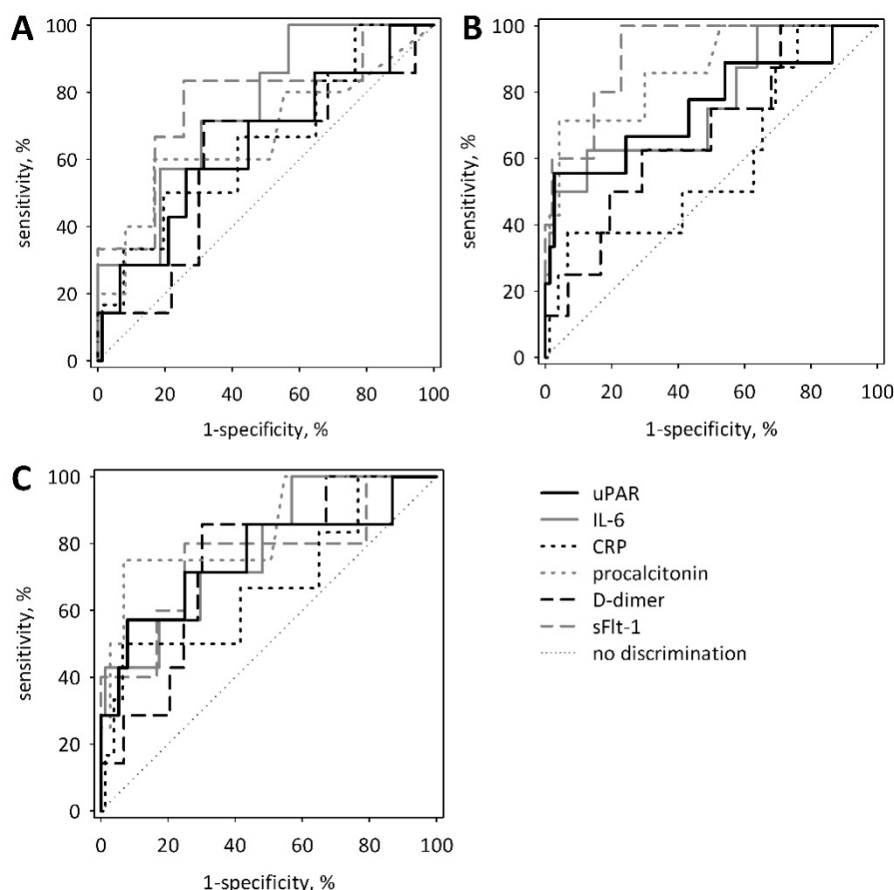 A
100
80
60
40
20
0
sensitivity, %
0 20 40 60 80 100
1-specificity, %
B
100
80
60
40
20
0
sensitivity, %
0 20 40 60 80 100
1-specificity, %
C
100
80
60
40
20
0
sensitivity, %
0 20 40 60 80 100
1-specificity, %
uPAR
IL-6
CRP
procalcitonin
D-dimer
sFlt-1
no discrimination